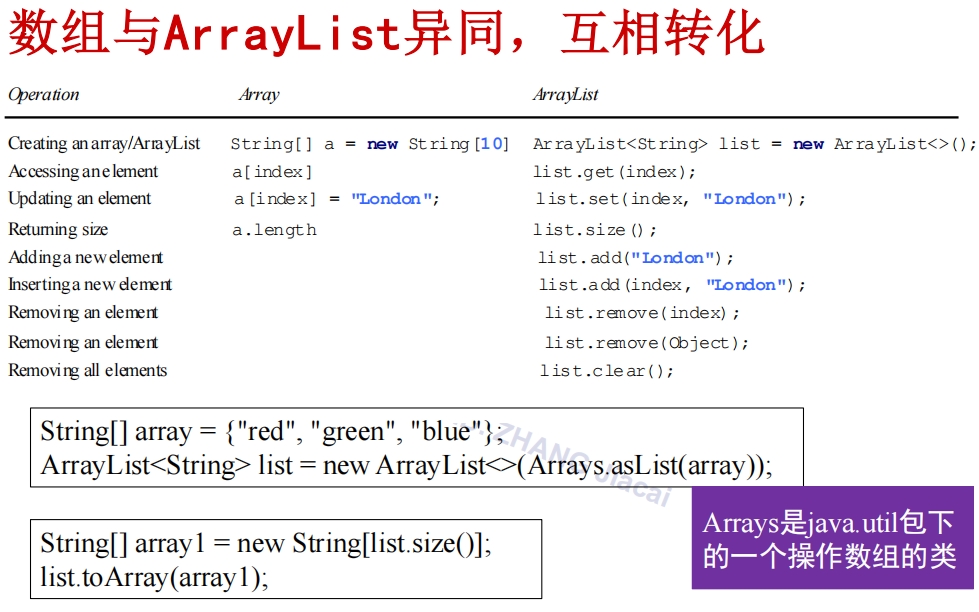 数组与ArrayList异同，互相转化
Operation Array ArrayList
Creating an array/ArrayList String[] a = new String[10] ArrayList<String> list = new ArrayList<>();
Accessing an element a[index] list.get(index);
Updating an element a[index] = "London"; list.set(index, "London");
Returning size a.length list.size();
Adding a new element list.add("London");
Inserting a new element list.add(index, "London");
Removing an element list.remove(index);
Removing an element list.remove(Object);
Removing all elements list.clear();
String[] array = {"red", "green", "blue"};
ArrayList<String> list = new ArrayList<>(Arrays.asList(array));
ZHANG Jiacai
Arrays是java.util包下
的一个操作数组的类
String[] array1 = new String[list.size()];
list.toArray(array1);